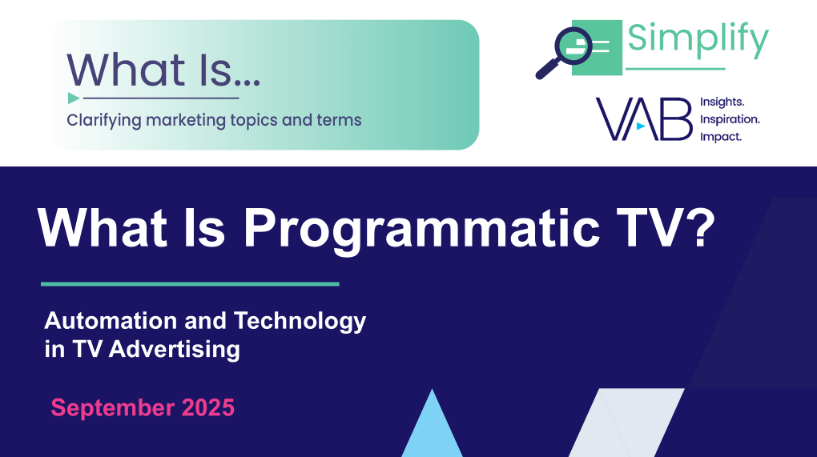 What Is...
Clarifying marketing topics and terms
Simplify
VAB
Insights.
Inspiration.
Impact.
What Is Programmatic TV?
Automation and Technology
in TV Advertising
September 2025